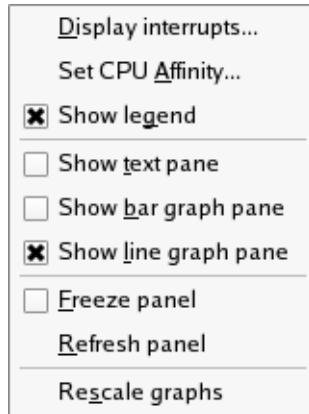 Display interrupts...
Set CPU Affinity...
Show legend
Show text pane
Show bar graph pane
Show line graph pane
Freeze panel
Refresh panel
Rescale graphs